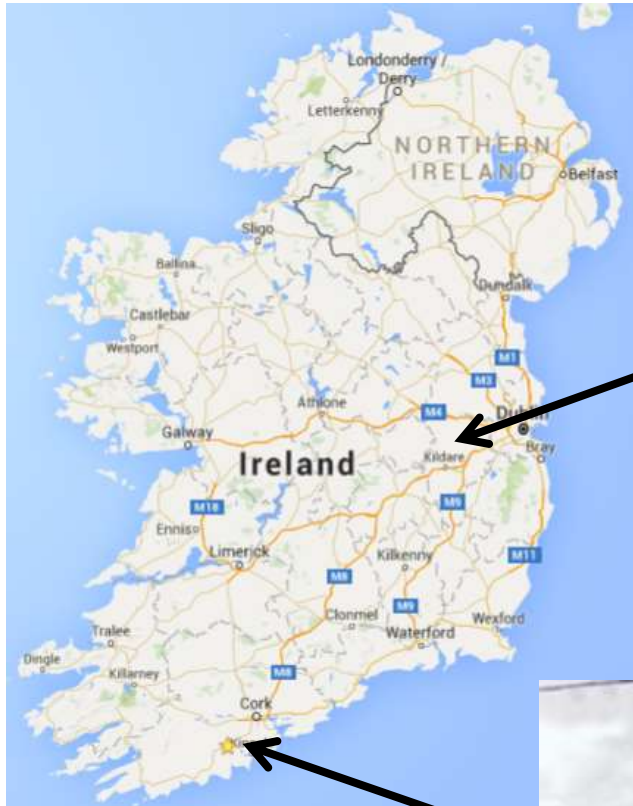 Londonderry /
Derry
Letterkenny
NORTHERN
IRELAND
Belfast
Sligo
Ballina
Dundalk
Castlebar
Westport
M1
M3
Athlone
M4
Dublin
Galway
Bray
Ireland
Kildare
M18
M9
Ennis
Limerick
M11
Kilkenny
M8
Clonmel
M9
Wexford
Tralee
Waterford
Dingle
Killarney
M8
Cork